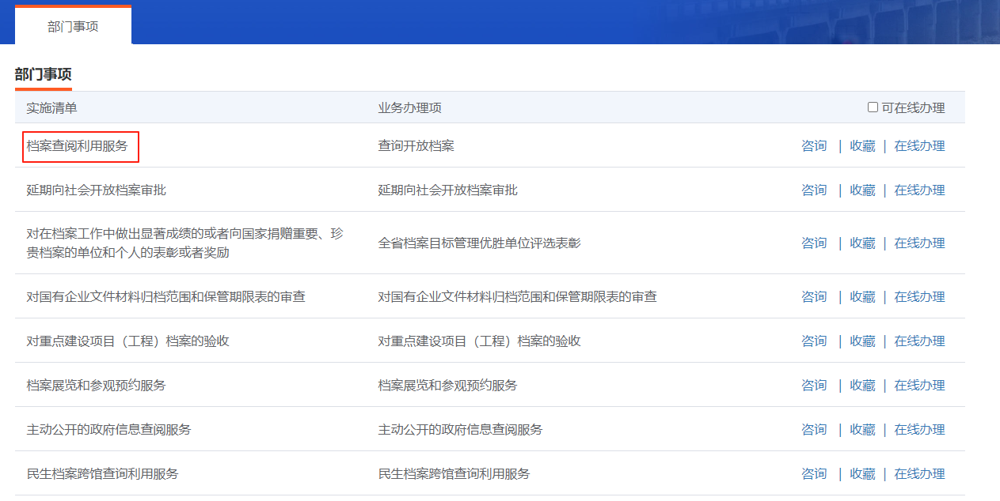 部门事项
部门事项
实施清单 业务办理项 可在线办理
档案查阅利用服务 查询开放档案 咨询 | 收藏 | 在线办理
延期向社会开放档案审批 延期向社会开放档案审批 咨询 | 收藏 | 在线办理
对在档案工作中做出显著成绩的或者向国家捐赠重要、珍
贵档案的单位和个人的表彰或者奖励 全省档案目标管理优胜单位评选表彰 咨询 | 收藏 | 在线办理
对国有企业文件材料归档范围和保管期限表的审查 对国有企业文件材料归档范围和保管期限表的审查 咨询 | 收藏 | 在线办理
对重点建设项目（工程）档案的验收 对重点建设项目（工程）档案的验收 咨询 | 收藏 | 在线办理
档案展览和参观预约服务 档案展览和参观预约服务 咨询 | 收藏 | 在线办理
主动公开的政府信息查阅服务 主动公开的政府信息查阅服务 咨询 | 收藏 | 在线办理
民生档案跨馆查询利用服务 民生档案跨馆查询利用服务 咨询 | 收藏 | 在线办理